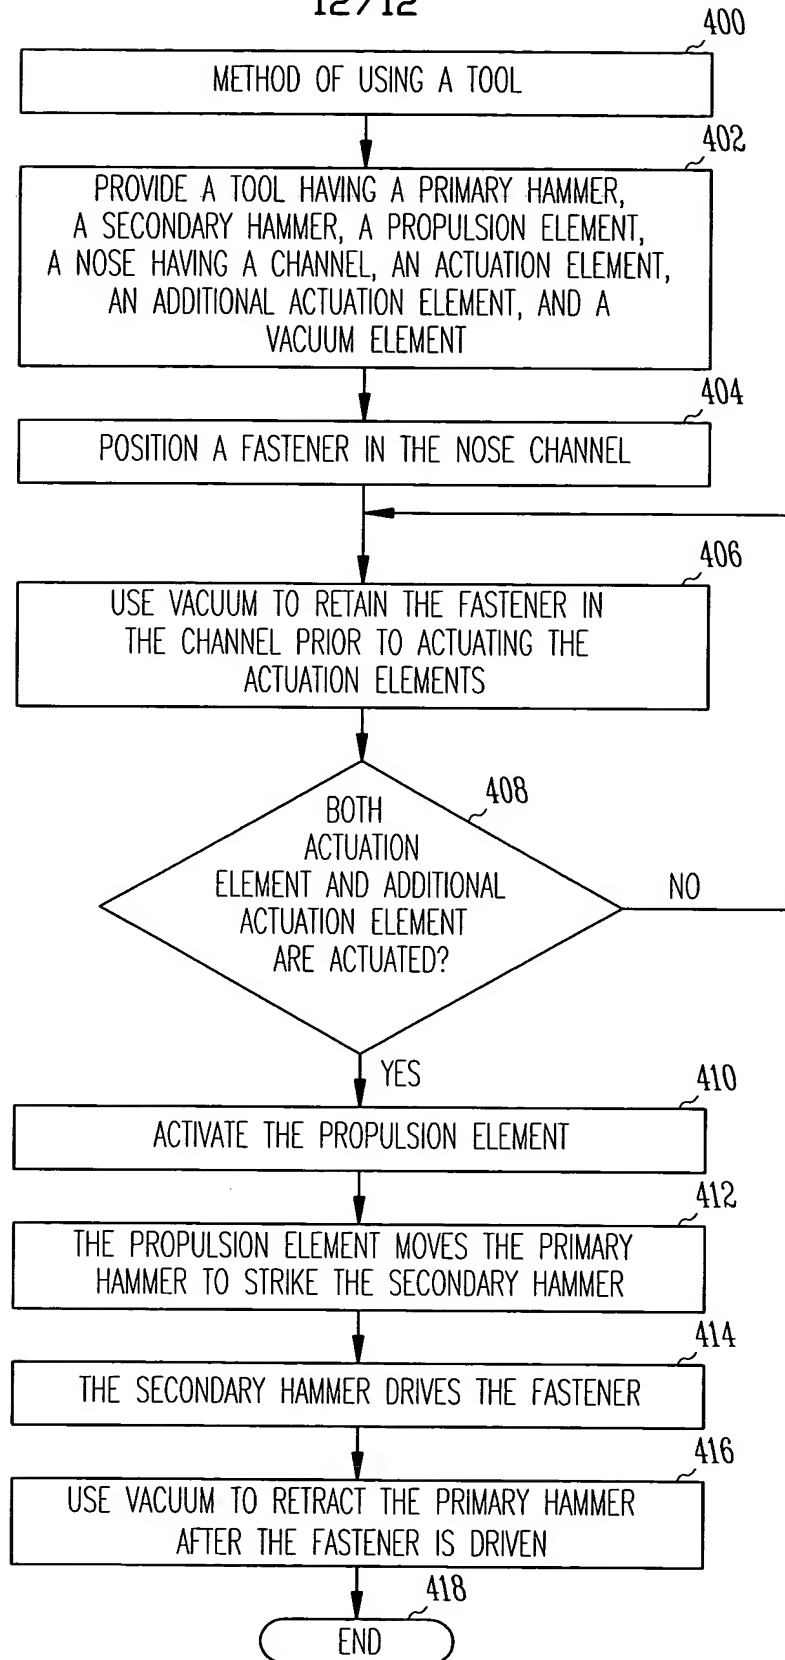 12/12
400
METHOD OF USING A TOOL
402
PROVIDE A TOOL HAVING A PRIMARY HAMMER,
A SECONDARY HAMMER, A PROPULSION ELEMENT,
A NOSE HAVING A CHANNEL, AN ACTUATION ELEMENT,
AN ADDITIONAL ACTUATION ELEMENT, AND A
VACUUM ELEMENT
404
POSITION A FASTENER IN THE NOSE CHANNEL
406
USE VACUUM TO RETAIN THE FASTENER IN
THE CHANNEL PRIOR TO ACTUATING THE
ACTUATION ELEMENTS
408
BOTH
ACTUATION
ELEMENT AND ADDITIONAL
ACTUATION ELEMENT
ARE ACTUATED?
NO
YES
410
ACTIVATE THE PROPULSION ELEMENT
412
THE PROPULSION ELEMENT MOVES THE PRIMARY
HAMMER TO STRIKE THE SECONDARY HAMMER
414
THE SECONDARY HAMMER DRIVES THE FASTENER
416
USE VACUUM TO RETRACT THE PRIMARY HAMMER
AFTER THE FASTENER IS DRIVEN
418
END